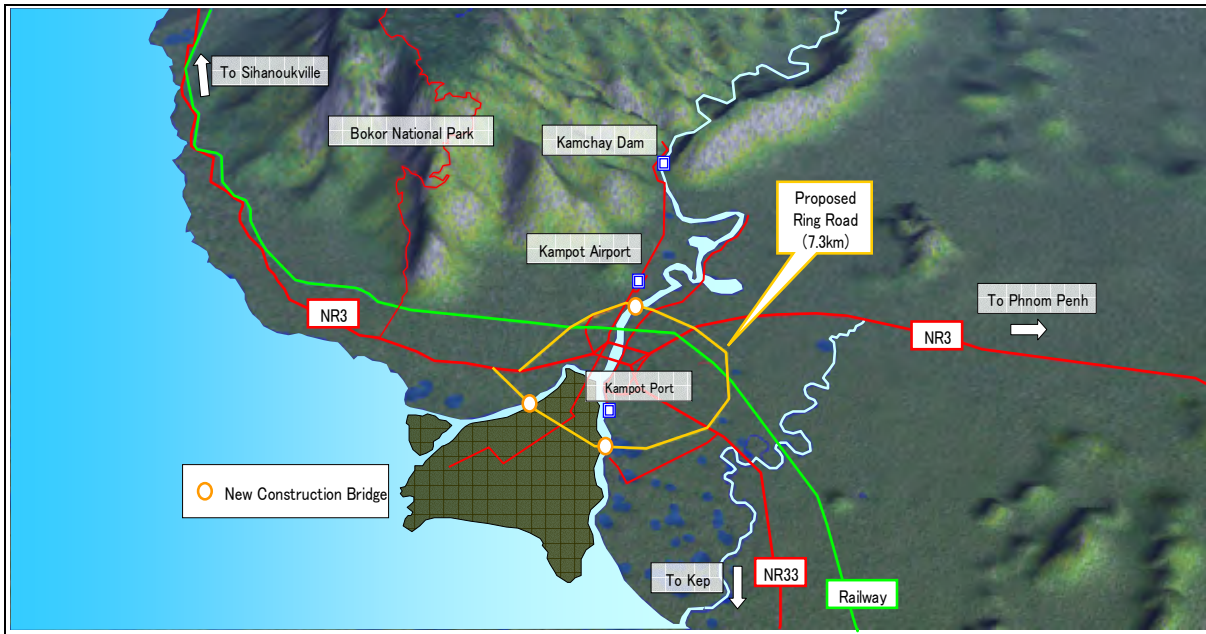 To Sihanoukville
Bokor National Park
Kamchay Dam
Proposed
Ring Road
(7.3km)
Kampot Airport
To Phnom Penh
NR3
NR3
Kampot Port
New Construction Bridge
To Kep
NR33
Railway